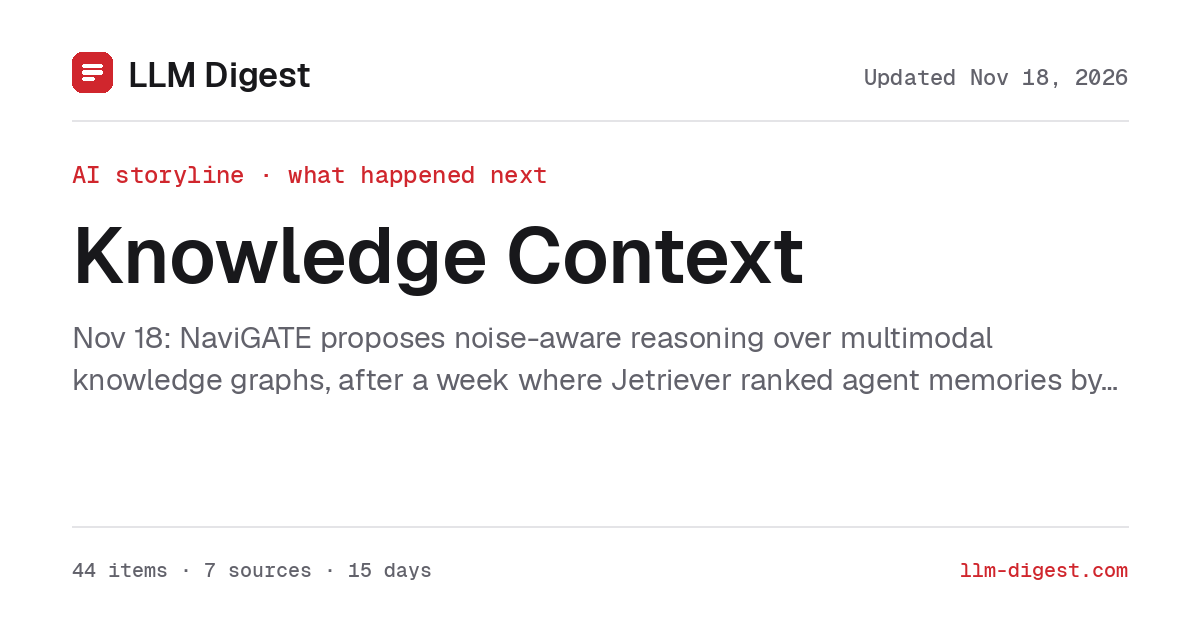 LLM Digest
Updated Nov 18, 2026
AI storyline · what happened next
Knowledge Context
Nov 18: NaviGATE proposes noise-aware reasoning over multimodal
knowledge graphs, after a week where Jetriever ranked agent memories by…
44 items · 7 sources · 15 days
llm-digest.com